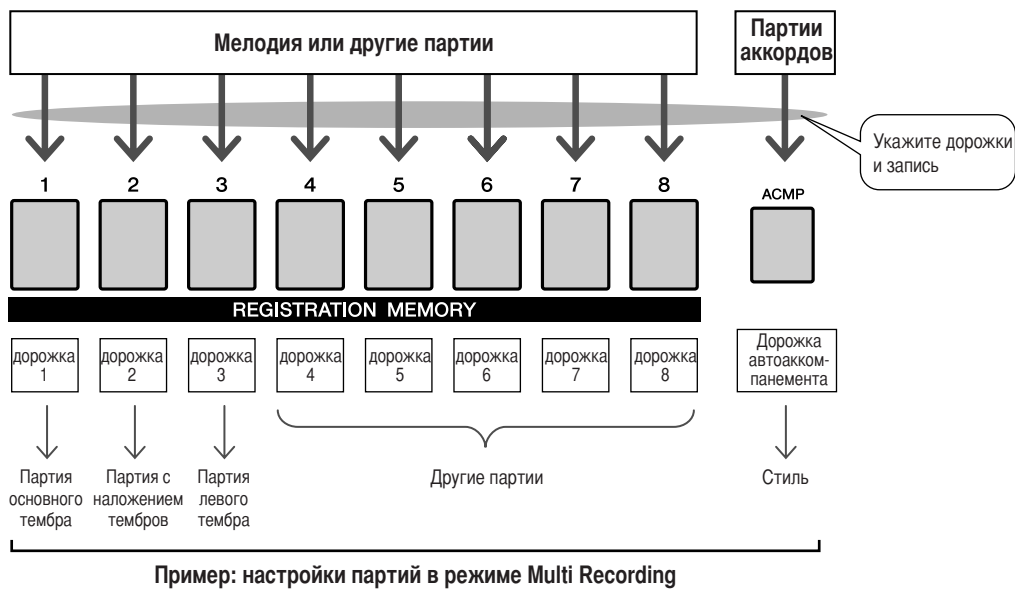 Мелодия или другие партии
Партии
аккордов
Укажите дорожки
и запись
1 2 3 4 5 6 7 8 ACMP
REGISTRATION MEMORY
дорожка
1
дорожка
2
дорожка
3
дорожка
4
дорожка
5
дорожка
6
дорожка
7
дорожка
8
Дорожка
автоакком-
панемента
Партия
основного
тембра
Партия с
наложением
тембров
Партия
левого
тембра
Другие партии
Стиль
Пример: настройки партий в режиме Multi Recording